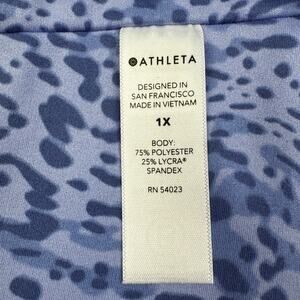 ATHLETA
DESIGNED IN
SAN FRANCISCO
MADE IN VIETNAM
1X
BODY:
75% POLYESTER
25% LYCRA®
SPANDEX
RN 54023